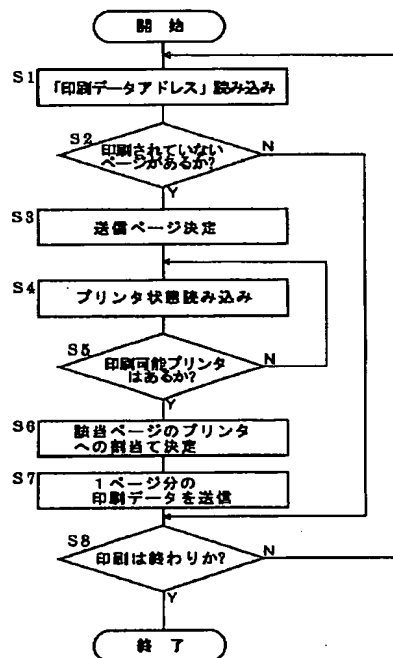 開始
S1
「印刷データアドレス」読み込み
S2
印刷されていない
ページがあるか?
N
Y
S3
送信ページ決定
S4
プリンタ状態読み込み
S5
印刷可能プリンタ
はあるか?
N
Y
S6
該当ページのプリンタ
への割当て決定
S7
1ページ分の
印刷データを送信
S8
印刷は終わりか?
N
Y
終了